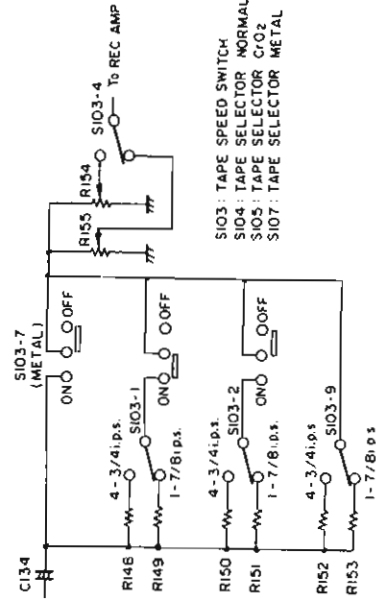 C134
S103-7
(METAL)
ON
OFF
R155
R154
S103-4
To REC AMP
4-3/4i.p.s.
R148
S103-1
ON
OFF
R149
1-7/8i.p.s.
4-3/4i.p.s.
R150
S103-2
ON
OFF
R151
1-7/8i.p.s.
4-3/4i.p.s.
R152
S103-9
R153
1-7/8i.p.s.
S103 : TAPE SPEED SWITCH
S104 : TAPE SELECTOR NORMAL
S105 : TAPE SELECTOR CrO2
S107 : TAPE SELECTOR METAL